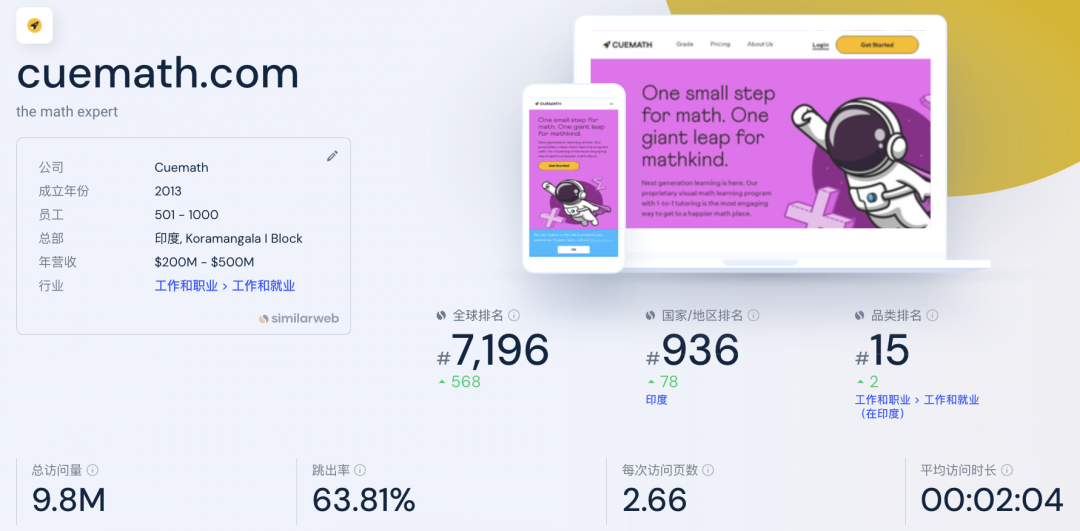 cuemath.com
the math expert
公司 Cuemath
成立年份 2013
员工 501 - 1000
总部 印度, Koramangala I Block
年营收 $200M - $500M
行业 工作和职业 > 工作和就业
similarweb
CUEMATH Grade Pricing About Us Login Get Started
One small step
for math. One
giant leap for
mathkind.
Next generation learning is here. Our
proprietary visual math learning program
with 1-to-1 tutoring is the most engaging
way to get to a happier math place.
CUEMATH
One small step for
math. One giant leap
for mathkind.
Get Started
全球排名
#7,196
568
国家/地区排名
#936
78
印度
品类排名
#15
2
工作和职业 > 工作和就业
(在印度)
总访问量
9.8M
跳出率
63.81%
每次访问页数
2.66
平均访问时长
00:02:04